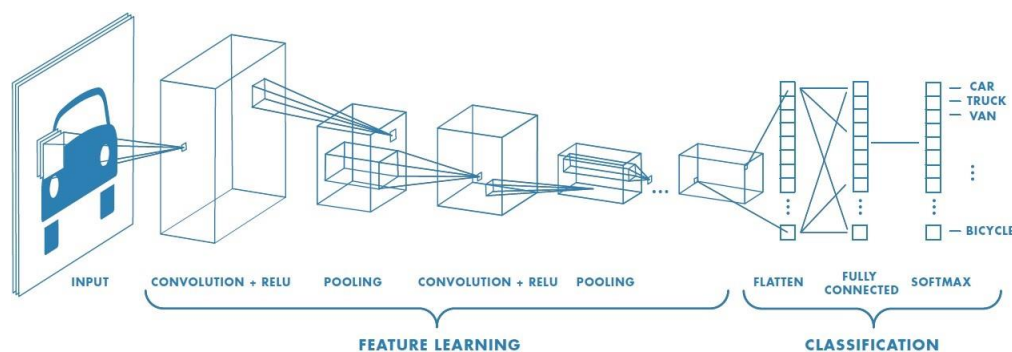 CAR
TRUCK
VAN
BICYCLE
INPUT
CONVOLUTION + RELU
POOLING
CONVOLUTION + RELU
POOLING
FLATTEN
FULLY
CONNECTED
SOFTMAX
FEATURE LEARNING
CLASSIFICATION